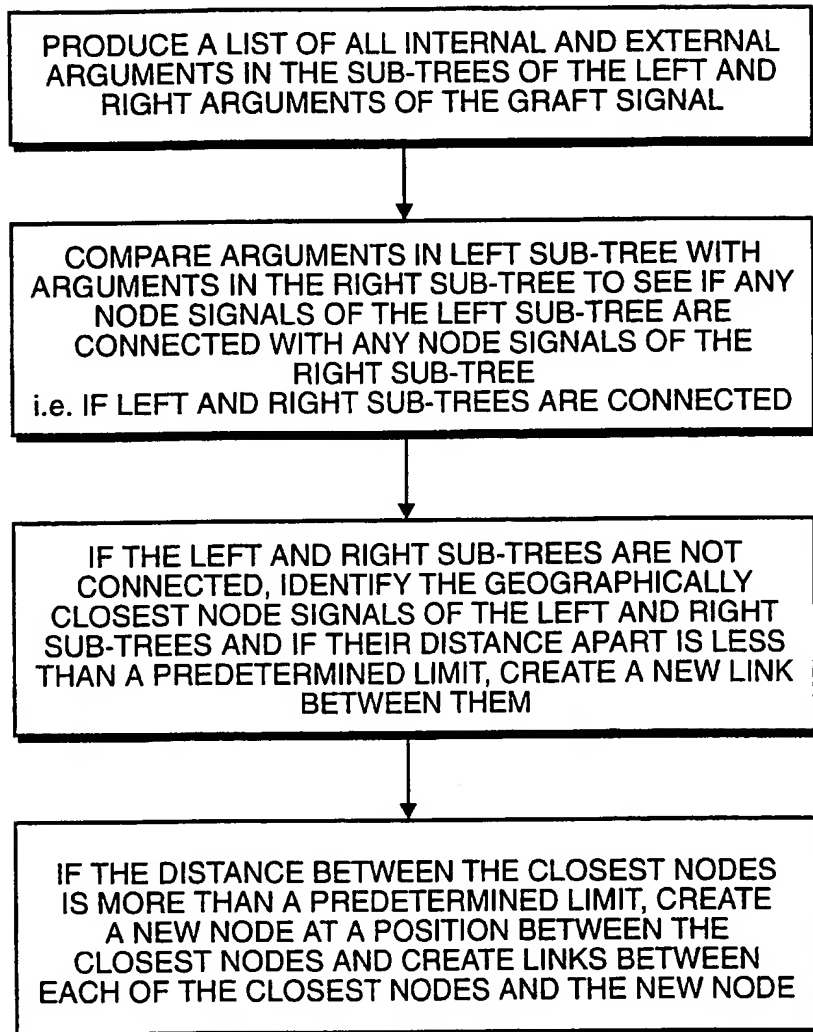 PRODUCE A LIST OF ALL INTERNAL AND EXTERNAL
ARGUMENTS IN THE SUB-TREES OF THE LEFT AND
RIGHT ARGUMENTS OF THE GRAFT SIGNAL
COMPARE ARGUMENTS IN LEFT SUB-TREE WITH
ARGUMENTS IN THE RIGHT SUB-TREE TO SEE IF ANY
NODE SIGNALS OF THE LEFT SUB-TREE ARE
CONNECTED WITH ANY NODE SIGNALS OF THE
RIGHT SUB-TREE
i.e. IF LEFT AND RIGHT SUB-TREES ARE CONNECTED
IF THE LEFT AND RIGHT SUB-TREES ARE NOT
CONNECTED, IDENTIFY THE GEOGRAPHICALLY
CLOSEST NODE SIGNALS OF THE LEFT AND RIGHT
SUB-TREES AND IF THEIR DISTANCE APART IS LESS
THAN A PREDETERMINED LIMIT, CREATE A NEW LINK
BETWEEN THEM
IF THE DISTANCE BETWEEN THE CLOSEST NODES
IS MORE THAN A PREDETERMINED LIMIT, CREATE
A NEW NODE AT A POSITION BETWEEN THE
CLOSEST NODES AND CREATE LINKS BETWEEN
EACH OF THE CLOSEST NODES AND THE NEW NODE